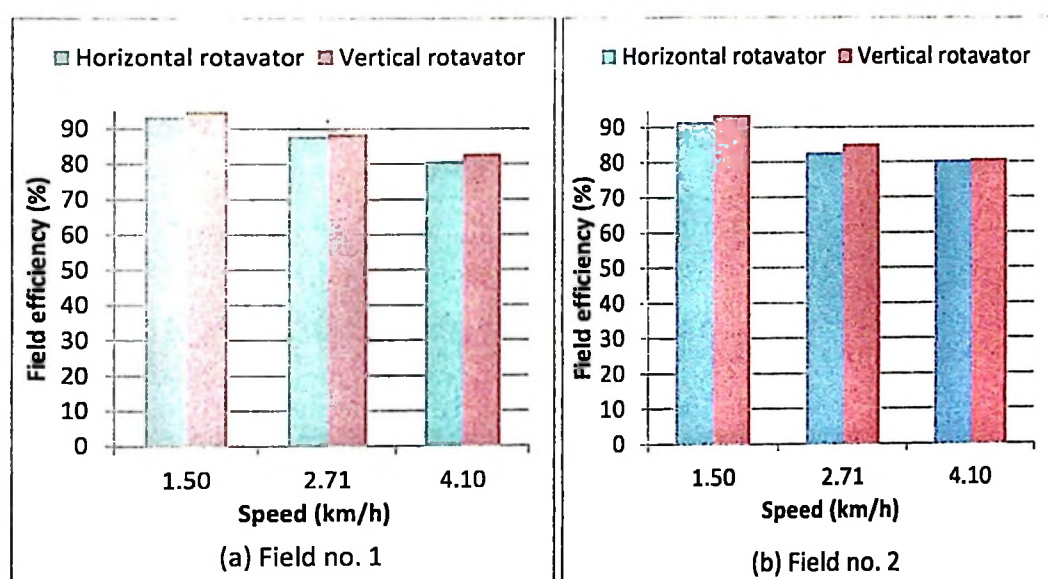 Horizontal rotavator Vertical rotavator
Field efficiency (%)
90
80
70
60
50
40
30
20
10
0
1.50 2.71 4.10
Speed (km/h)
(a) Field no. 1
Horizontal rotavator Vertical rotavator
Field efficiency (%)
90
80
70
60
50
40
30
20
10
0
1.50 2.71 4.10
Speed (km/h)
(b) Field no. 2